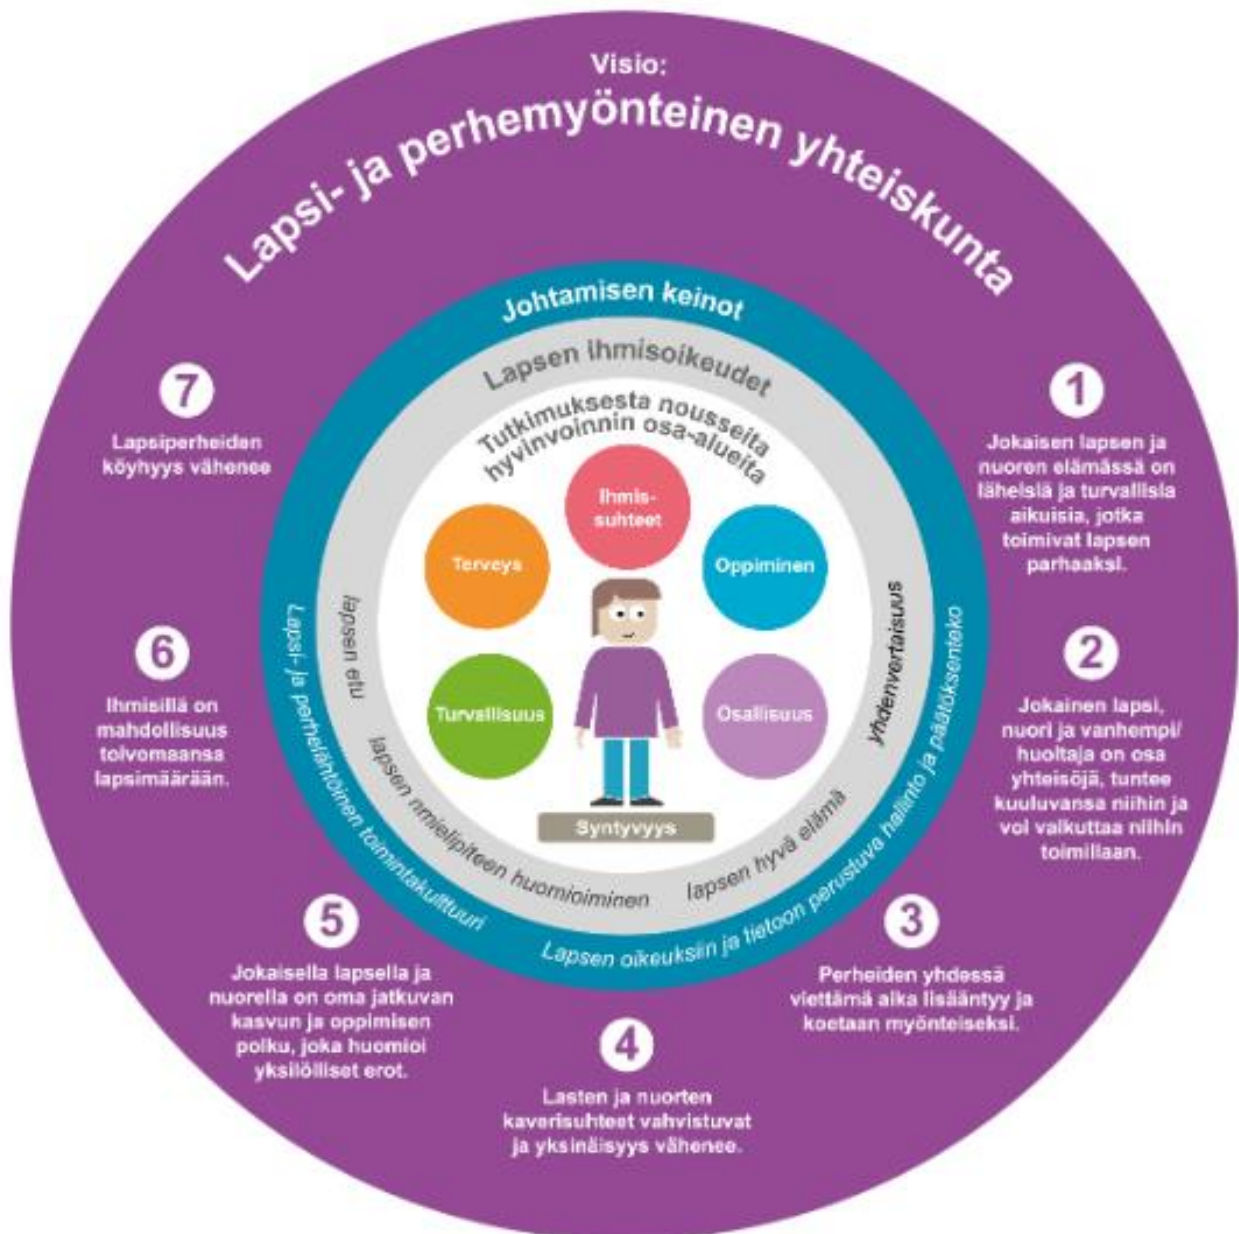 Visio:
Lapsi- ja perhemyönteinen yhteiskunta
Johtamisen keinot
Lapsen ihmisoikeudet
Tutkimuksesta nousseita
hyvinvoinnin osa-alueita
Ihmis-
suhteet
Terveys
Oppiminen
Turvallisuus
Osallisuus
Syntyvyys
lapsen etu
lapsen nmielipiteen huomioiminen
lapsen hyvä elämä
yhdenvertaisuus
Lapsi- ja perhelähtöinen toimintakulttuuri
Lapsen oikeuksiin ja tietoon perustuva hallinto ja päätöksenteko
1
Jokaisen lapsen ja
nuoren elämässä on
läheisiä ja turvallisia
aikuisia, jotka
toimivat lapsen
parhaaksi.
2
Jokainen lapsi,
nuori ja vanhempi/
huoltaja on osa
yhteisöjä, tuntee
kuuluvansa niihin ja
voi vaikuttaa niihin
toimillaan.
3
Perheiden yhdessä
viettämä aika lisääntyy ja
koetaan myönteiseksi.
4
Lasten ja nuorten
kaverisuhteet vahvistuvat
ja yksinäisyys vähenee.
5
Jokaisella lapsella ja
nuorella on oma jatkuvan
kasvun ja oppimisen
polku, joka huomioi
yksilölliset erot.
6
Ihmisillä on
mahdollisuus
toivomaansa
lapsimäärään.
7
Lapsiperheiden
köyhyys vähenee